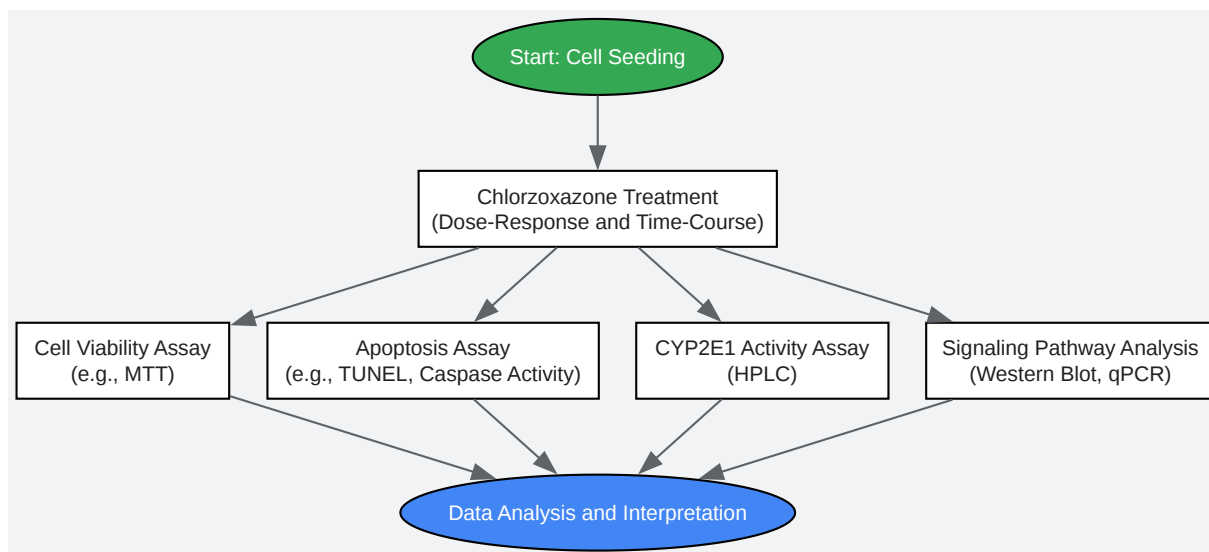 Start: Cell Seeding
Chlorzoxazone Treatment
(Dose-Response and Time-Course)
Cell Viability Assay
(e.g., MTT)
Apoptosis Assay
(e.g., TUNEL, Caspase Activity)
CYP2E1 Activity Assay
(HPLC)
Signaling Pathway Analysis
(Western Blot, qPCR)
Data Analysis and Interpretation